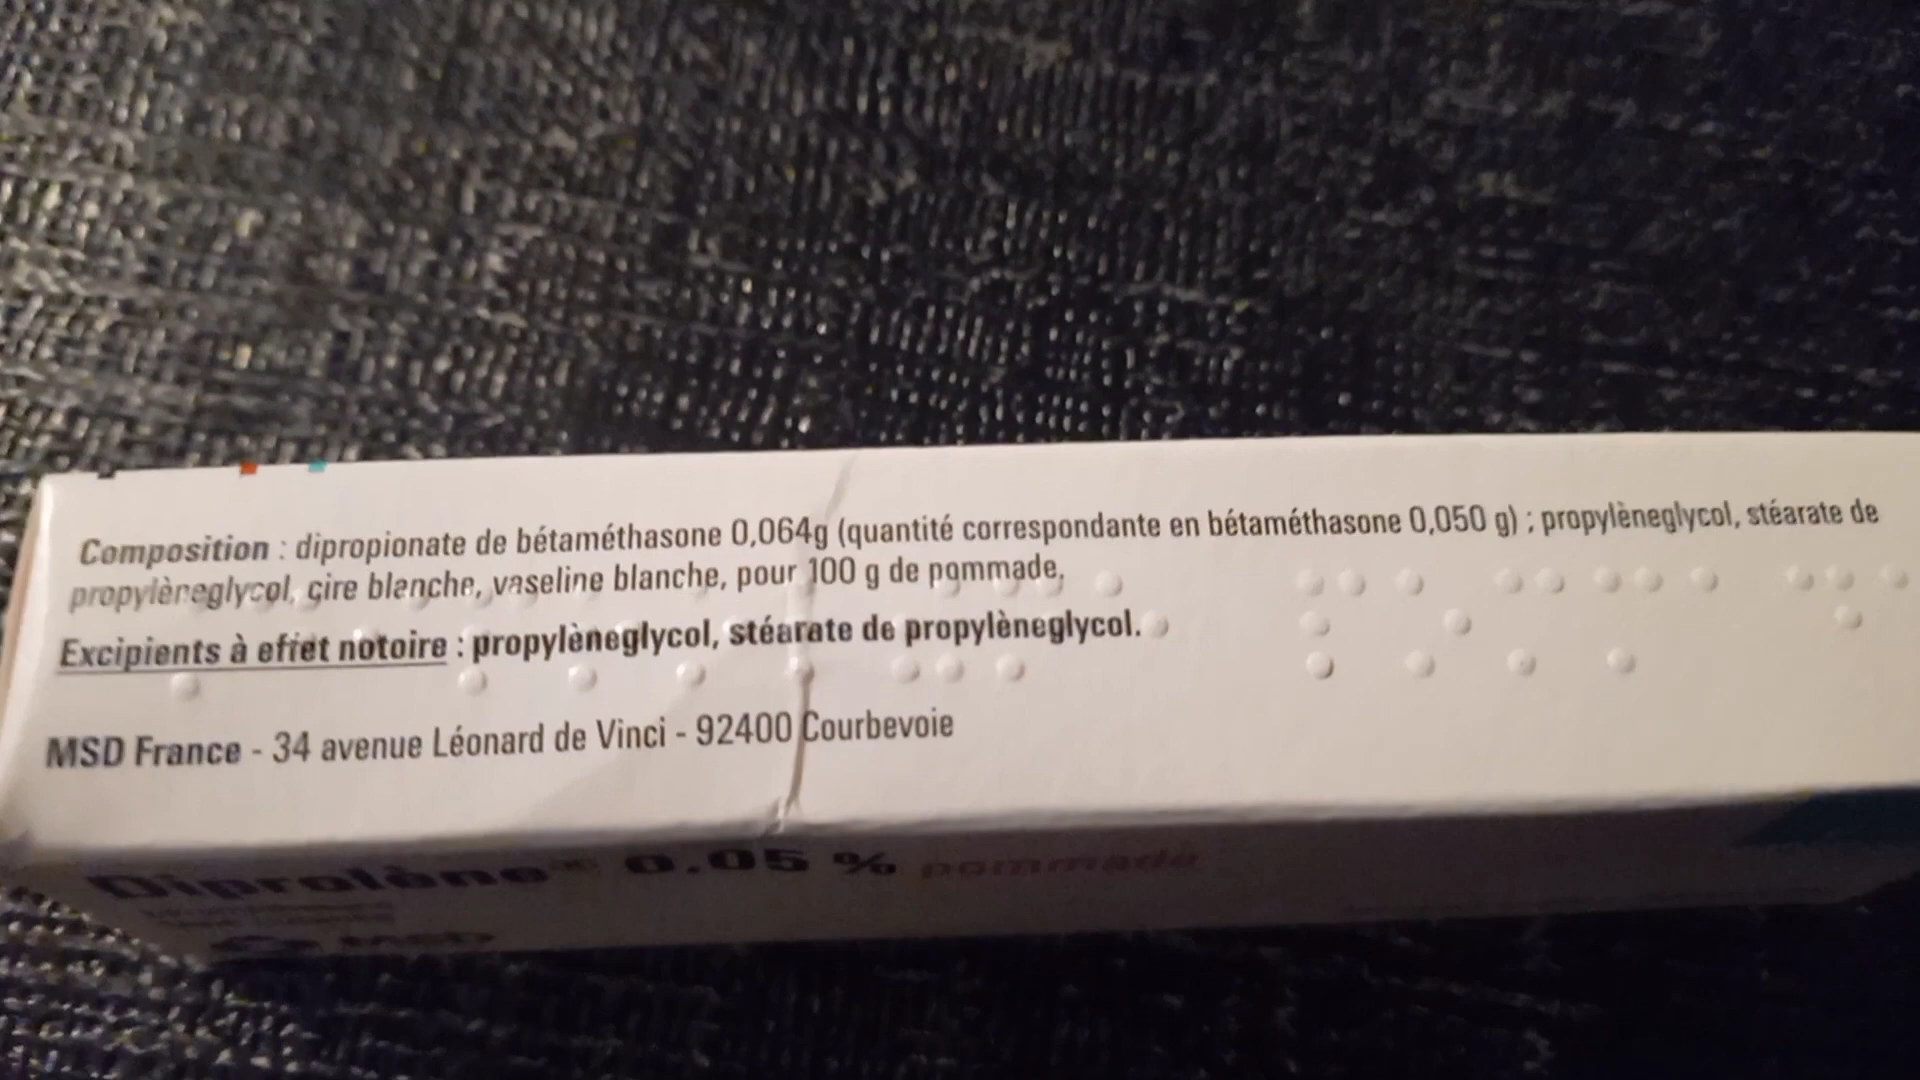 Composition : dipropionate de bétaméthasone 0,064g (quantité correspondante en bétaméthasone 0,050 g) ; propylèneglycol, stéarate de
propylèneglycol, cire blanche, vaseline blanche, pour 100 g de pommade.
Excipients à effet notoire : propylèneglycol, stéarate de propylèneglycol.
MSD France - 34 avenue Léonard de Vinci - 92400 Courbevoie
Diprolène® 0,05 % pommade
MSD